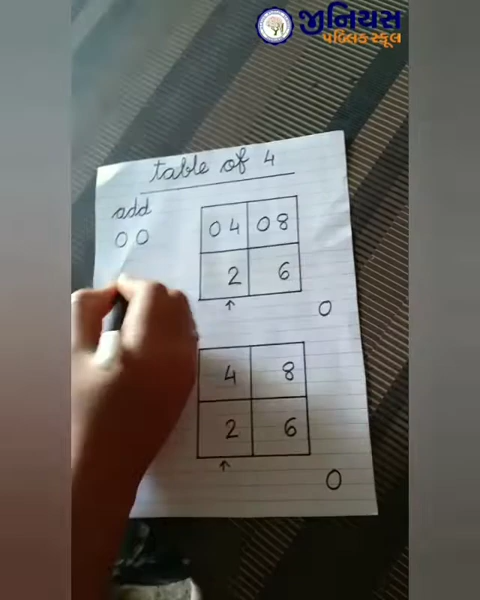 જીનિયસ
પબ્લિક સ્કૂલ
table of 4
add
00
04 08
2 6
↑
0
4 8
2 6
↑
0